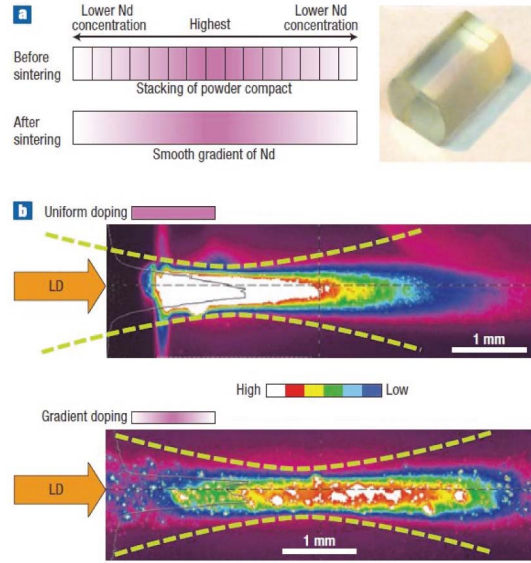 a
Lower Nd
concentration
Highest
Lower Nd
concentration
Before
sintering
Stacking of powder compact
After
sintering
Smooth gradient of Nd
b
Uniform doping
LD
1 mm
High
Low
Gradient doping
LD
1 mm